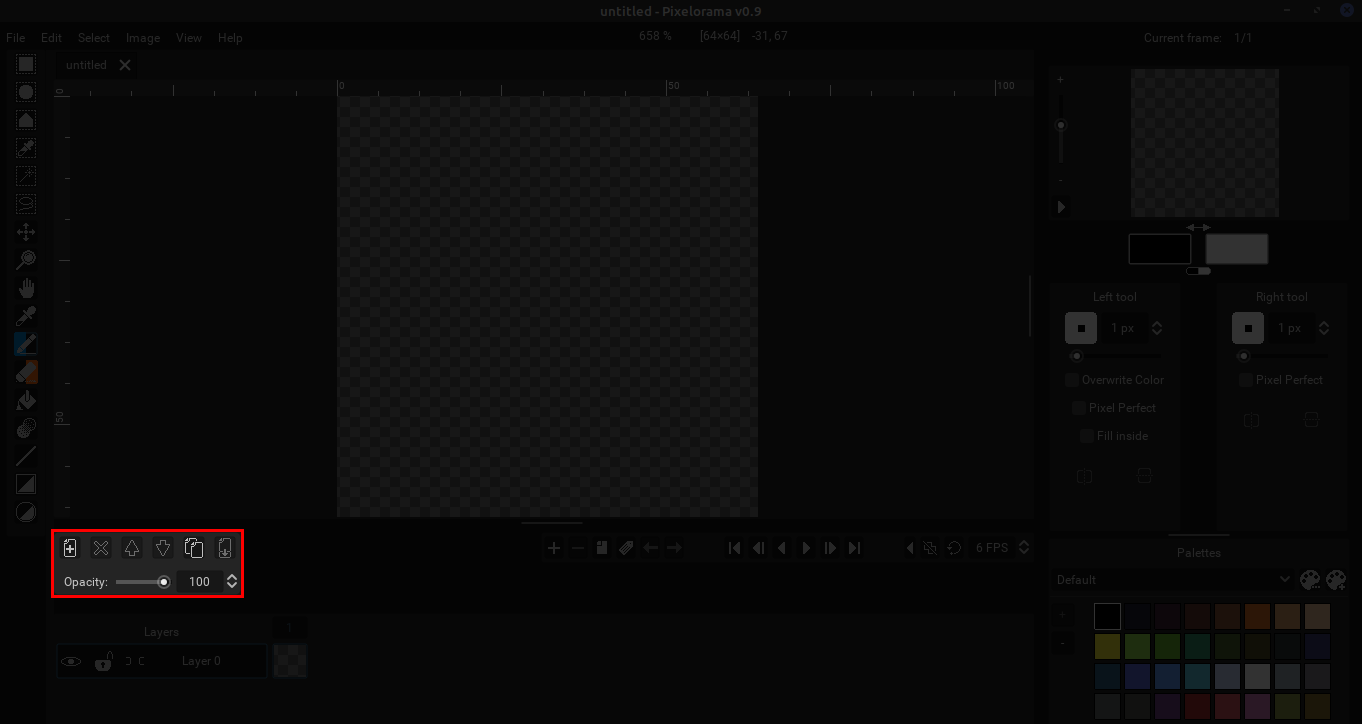 untitled - Pixelorama v0.9
File Edit Select Image View Help
658 % [64×64] -31, 67
Current frame: 1/1
untitled
0 50 100
0
50
+
-
Left tool
Right tool
1 px
1 px
Overwrite Color
Pixel Perfect
Pixel Perfect
Fill inside
6 FPS
Opacity: 100
Palettes
Default
+
-
Layers
1
Layer 0